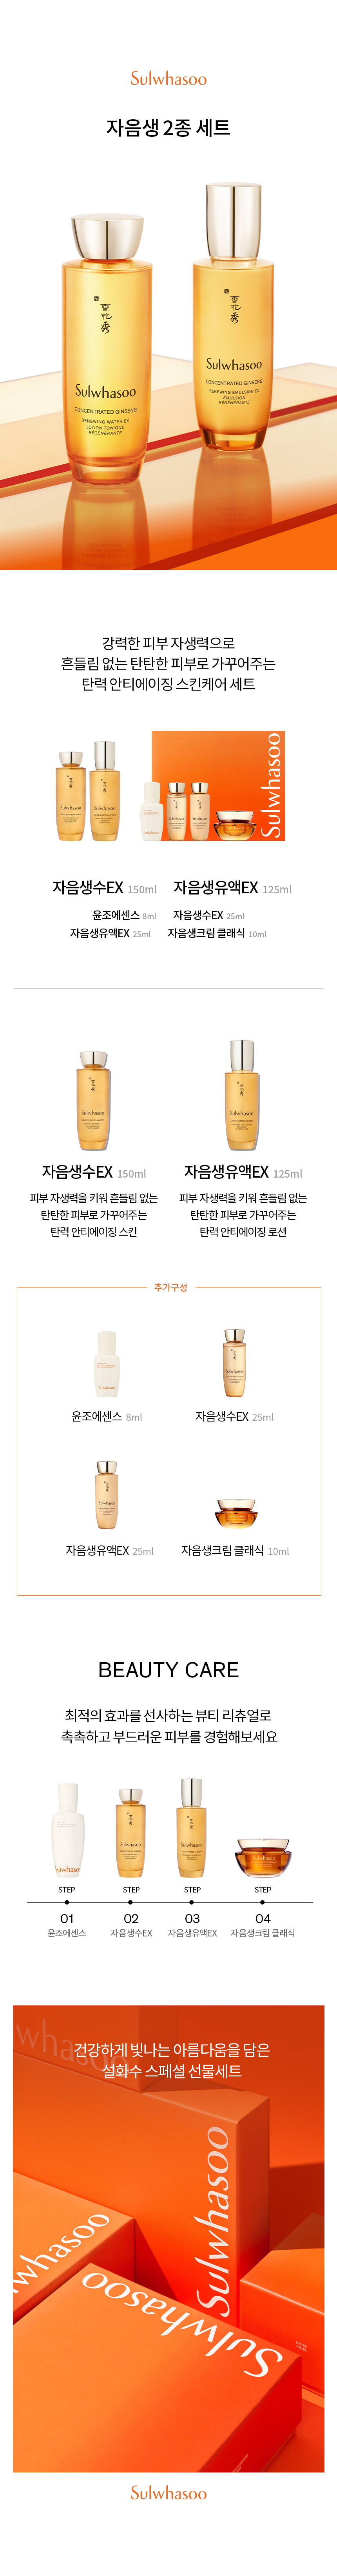 Sulwhasoo
자음생 2종 세트
Sulwhasoo
CONCENTRATED GINSENG
RENEWING WATER EX
LOTION TONIQUE
RÉGÉNÉRANTE
Sulwhasoo
CONCENTRATED GINSENG
RENEWING EMULSION EX
ÉMULSION
RÉGÉNÉRANTE
강력한 피부 자생력으로
흔들림 없는 탄탄한 피부로 가꾸어주는
탄력 안티에이징 스킨케어 세트
Sulwhasoo
Sulwhasoo
Sulwhasoo
자음생수EX 150ml 자음생유액EX 125ml
윤조에센스 8ml 자음생수EX 25ml
자음생유액EX 25ml 자음생크림 클래식 10ml
Sulwhasoo
Sulwhasoo
자음생수EX 150ml 자음생유액EX 125ml
피부 자생력을 키워 흔들림 없는
탄탄한 피부로 가꾸어주는
탄력 안티에이징 스킨
피부 자생력을 키워 흔들림 없는
탄탄한 피부로 가꾸어주는
탄력 안티에이징 로션
추가구성
윤조에센스 8ml 자음생수EX 25ml
자음생유액EX 25ml 자음생크림 클래식 10ml
BEAUTY CARE
최적의 효과를 선사하는 뷰티 리츄얼로
촉촉하고 부드러운 피부를 경험해보세요
Sulwhasoo
Sulwhasoo
Sulwhasoo
Sulwhasoo
STEP STEP STEP STEP
01 02 03 04
윤조에센스 자음생수EX 자음생유액EX 자음생크림 클래식
건강하게 빛나는 아름다움을 담은
설화수 스페셜 선물세트
Sulwhasoo
whasoo
Sulwhasoo
Sulwhasoo